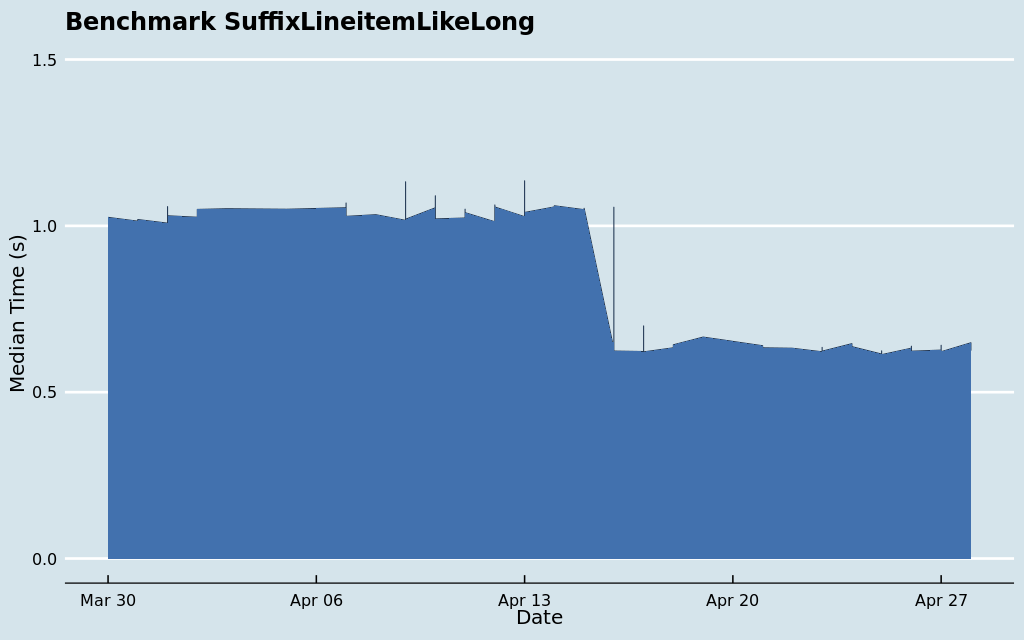 Benchmark SuffixLineitemLikeLong
1.5
1.0
0.5
0.0
Median Time (s)
Mar 30 Apr 06 Apr 13 Apr 20 Apr 27
Date